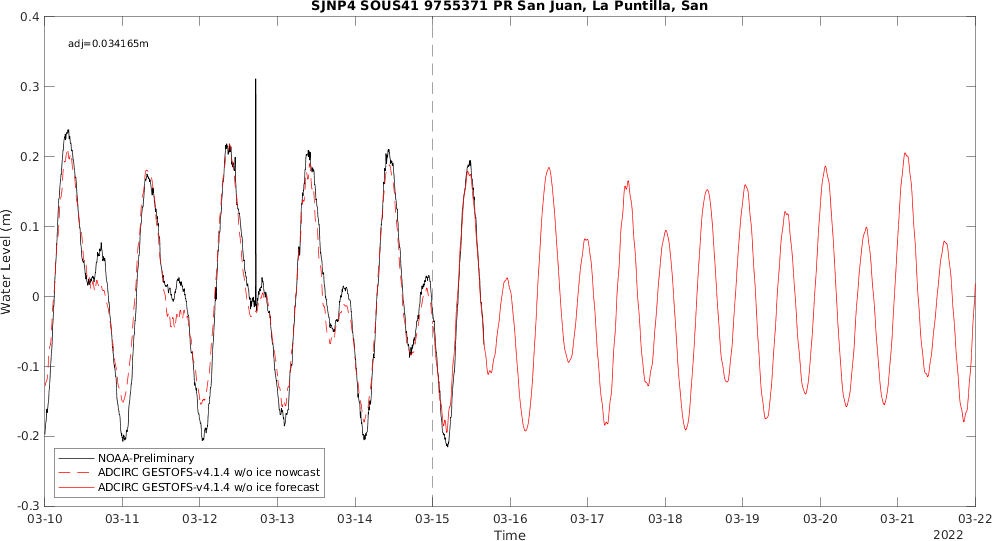 SJNP4 SOUS41 9755371 PR San Juan, La Puntilla, San
adj=0.034165m
Water Level (m)
0.4
0.3
0.2
0.1
0
-0.1
-0.2
-0.3
NOAA-Preliminary
ADCIRC GESTOFS-v4.1.4 w/o ice nowcast
ADCIRC GESTOFS-v4.1.4 w/o ice forecast
03-10 03-11 03-12 03-13 03-14 03-15 03-16 03-17 03-18 03-19 03-20 03-21 03-22
Time
2022